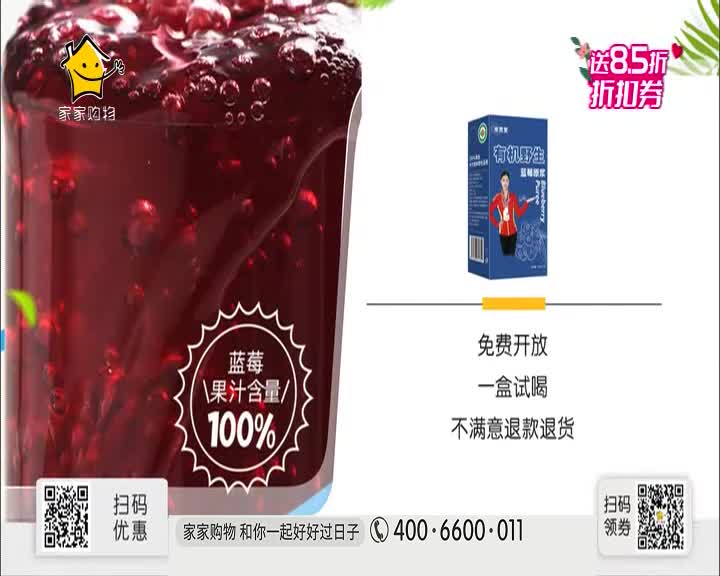 家家购物
送8.5折
折扣券
有机野生
蓝莓原浆
Blueberry
Puree
免费开放
一盒试喝
不满意退款退货
蓝莓
果汁含量
100%
扫码
优惠
家家购物 和你一起好好过日子
400·6600·011
扫码
领券